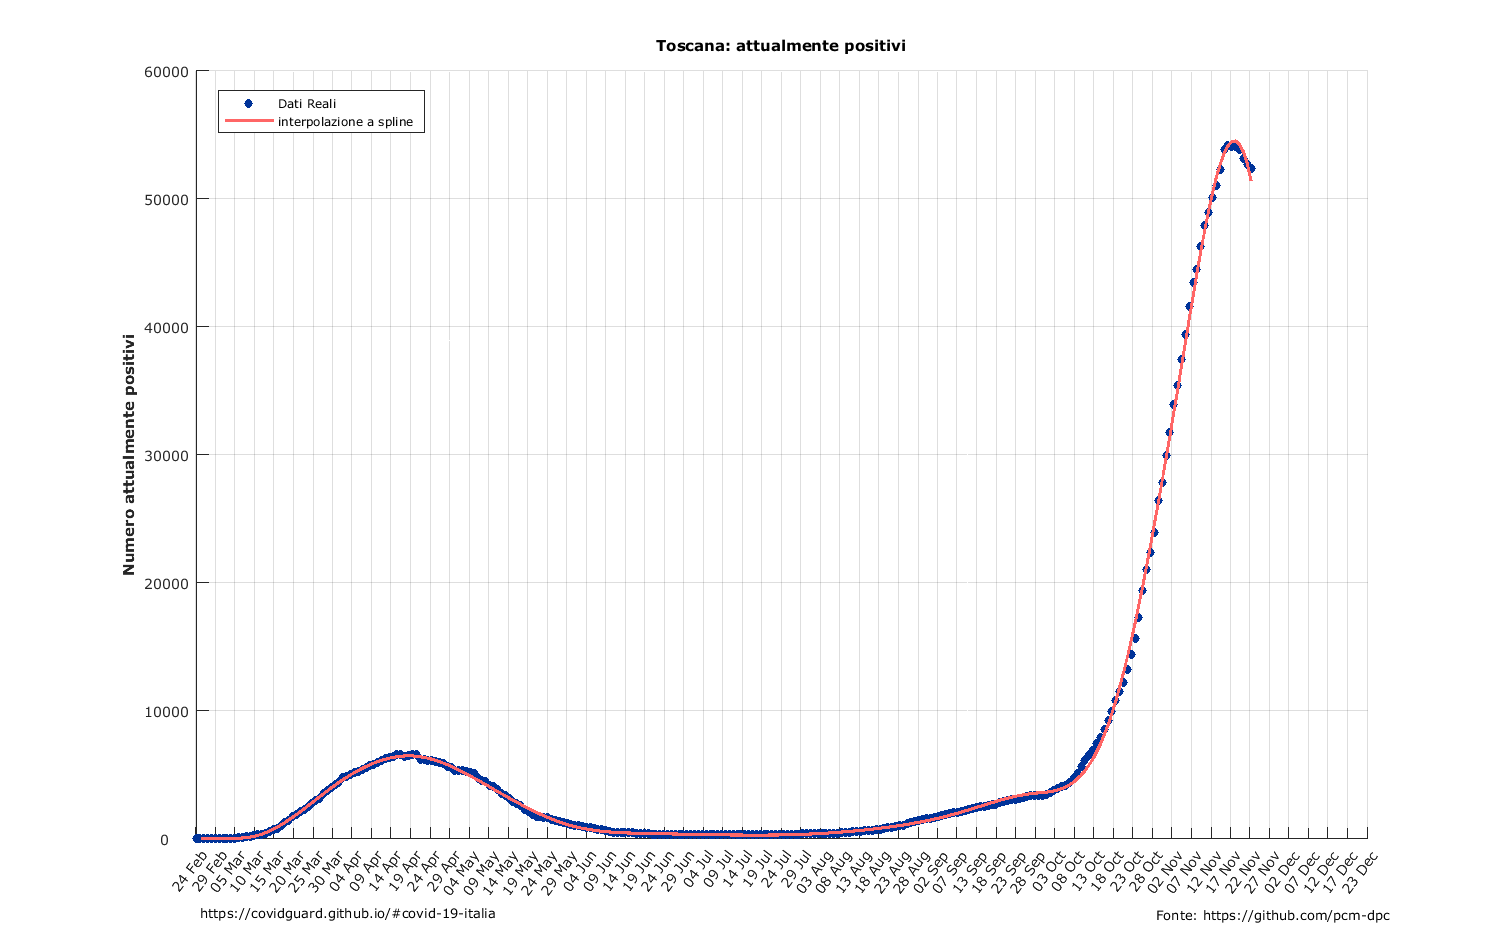 Toscana: attualmente positivi
60000
50000
40000
30000
20000
10000
0
Numero attualmente positivi
Dati Reali
interpolazione a spline
24 Feb
29 Feb
05 Mar
10 Mar
15 Mar
20 Mar
25 Mar
30 Mar
04 Apr
09 Apr
14 Apr
19 Apr
24 Apr
29 Apr
04 May
09 May
14 May
19 May
24 May
29 May
04 Jun
09 Jun
14 Jun
19 Jun
24 Jun
29 Jun
04 Jul
09 Jul
14 Jul
19 Jul
24 Jul
29 Jul
03 Aug
08 Aug
13 Aug
18 Aug
23 Aug
28 Aug
02 Sep
07 Sep
13 Sep
18 Sep
23 Sep
28 Sep
03 Oct
08 Oct
13 Oct
18 Oct
23 Oct
28 Oct
02 Nov
07 Nov
12 Nov
17 Nov
22 Nov
27 Nov
02 Dec
07 Dec
12 Dec
17 Dec
23 Dec
https://covidguard.github.io/#covid-19-italia
Fonte: https://github.com/pcm-dpc